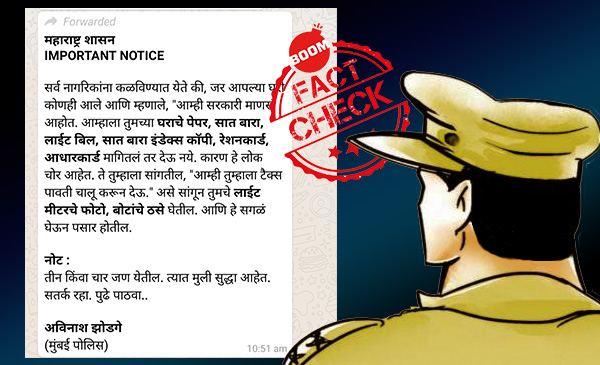 Forwarded
महाराष्ट्र शासन
IMPORTANT NOTICE
सर्व नागरिकांना कळविण्यात येते की, जर आपल्या घरी
कोणही आले आणि म्हणाले, "आम्ही सरकारी माणसं
आहोत. आम्हाला तुमच्या घराचे पेपर, सात बारा,
लाईट बिल, सात बारा इंडेक्स कॉपी, रेशनकार्ड,
आधारकार्ड मागितलं तर देऊ नये. कारण हे लोक
चोर आहेत. ते तुम्हाला सांगतील, "आम्ही तुम्हाला टैक्स
पावती चालू करून देऊ." असे सांगून तुमचे लाईट
मीटरचे फोटो, बोटांचे ठसे घेतील. आणि हे सगळं
घेऊन पसार होतील.
नोट :
तीन किंवा चार जण येतील. त्यात मुली सुद्धा आहेत.
सतर्क रहा. पुढे पाठवा..
अविनाश झोडगे
(मुंबई पोलिस)
10:51 am
BOOM
FACT
CHECK